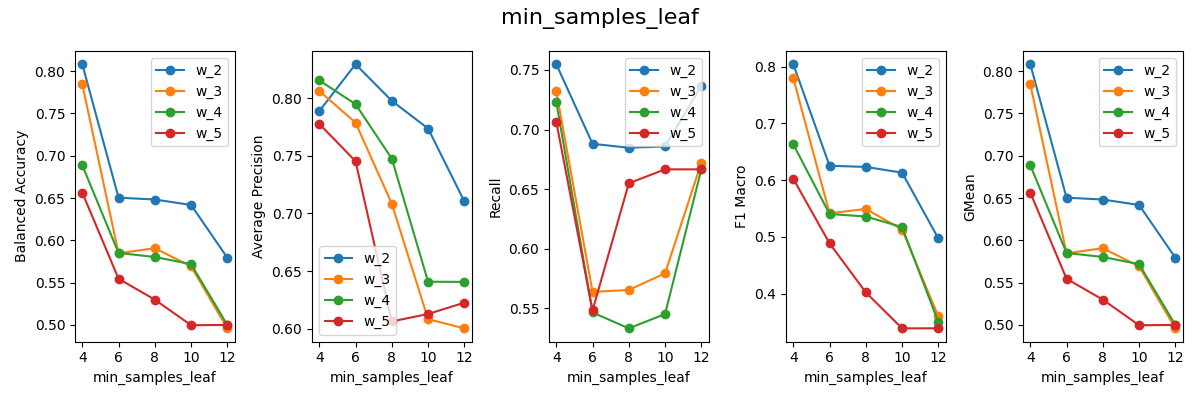 min_samples_leaf
Balanced Accuracy
0.80
0.75
0.70
0.65
0.60
0.55
0.50
w_2
w_3
w_4
w_5
4 6 8 10 12
min_samples_leaf
Average Precision
0.80
0.75
0.70
0.65
0.60
w_2
w_3
w_4
w_5
4 6 8 10 12
min_samples_leaf
Recall
0.75
0.70
0.65
0.60
0.55
w_2
w_3
w_4
w_5
4 6 8 10 12
min_samples_leaf
F1 Macro
0.8
0.7
0.6
0.5
0.4
w_2
w_3
w_4
w_5
4 6 8 10 12
min_samples_leaf
GMean
0.80
0.75
0.70
0.65
0.60
0.55
0.50
w_2
w_3
w_4
w_5
4 6 8 10 12
min_samples_leaf